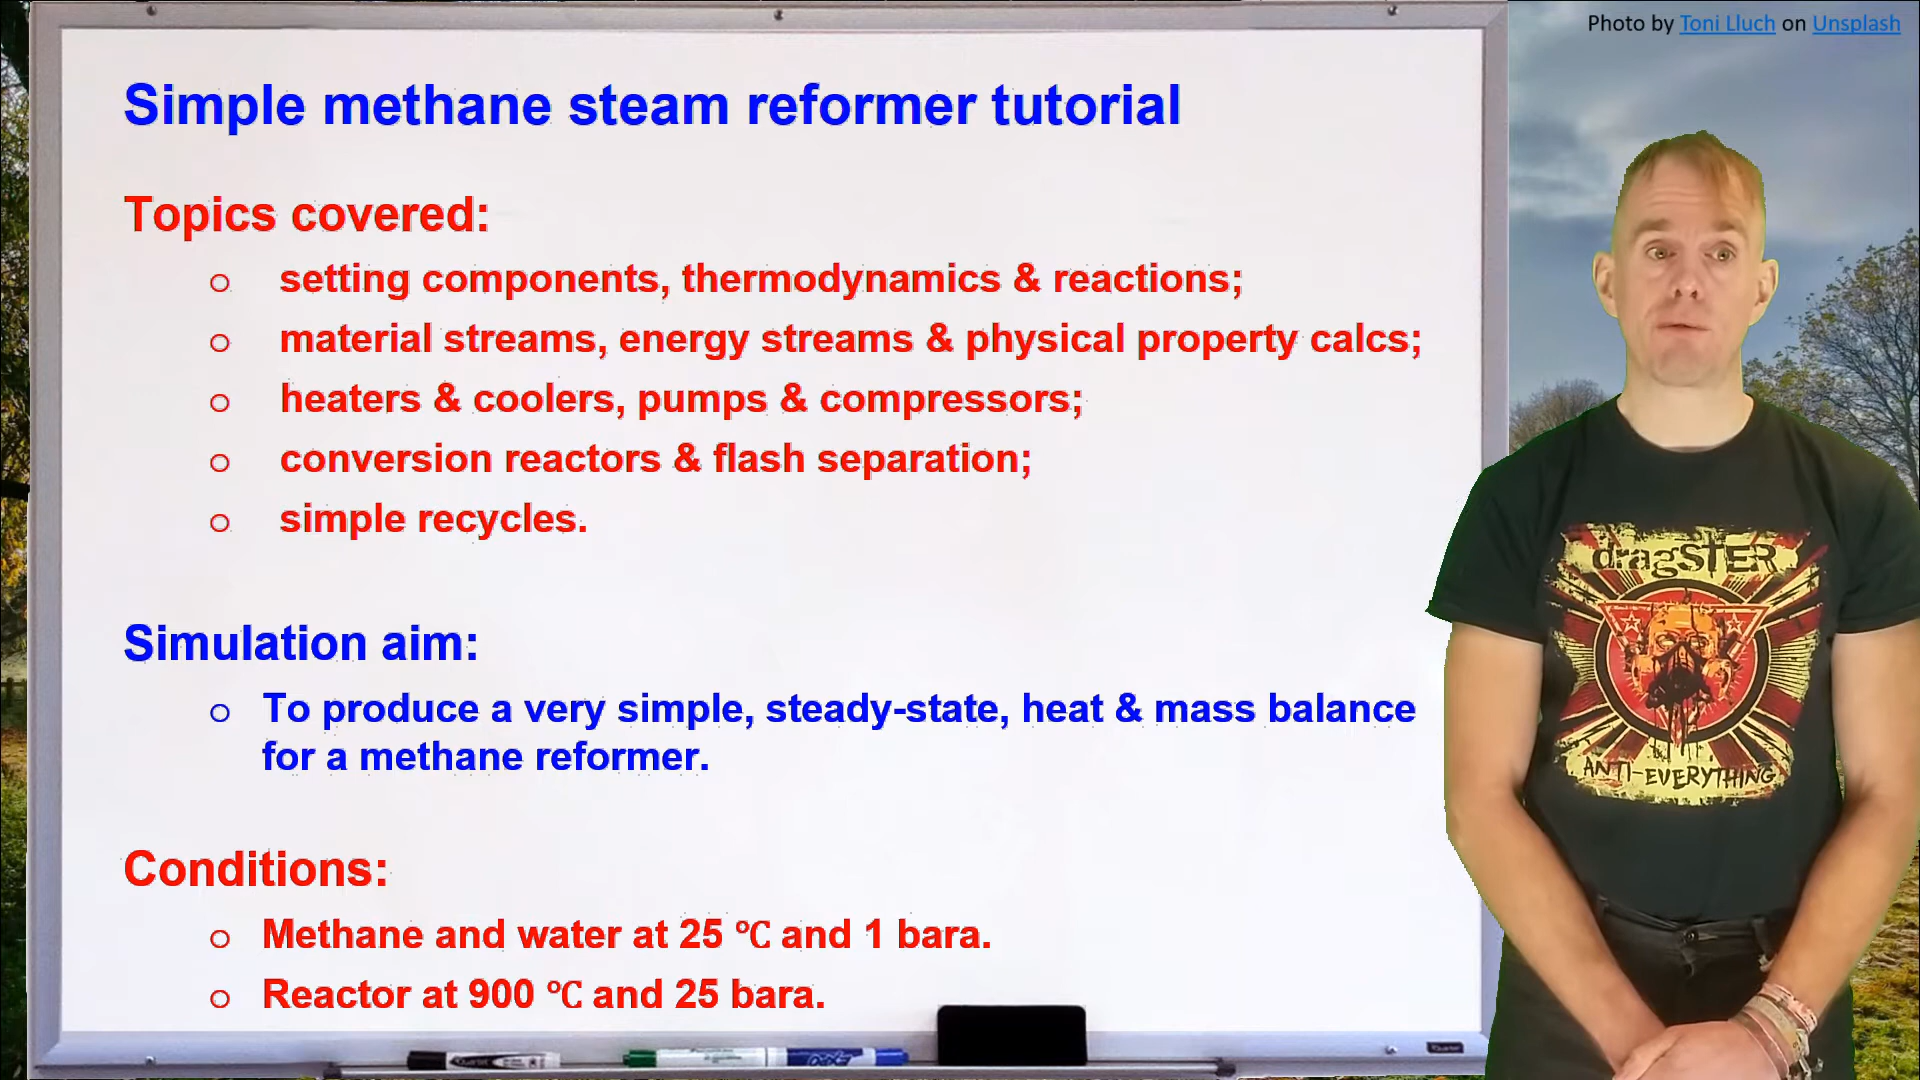 Photo by Toni Lluch on Unsplash
Simple methane steam reformer tutorial
Topics covered:
o setting components, thermodynamics & reactions;
o material streams, energy streams & physical property calcs;
o heaters & coolers, pumps & compressors;
o conversion reactors & flash separation;
o simple recycles.
Simulation aim:
o To produce a very simple, steady-state, heat & mass balance
for a methane reformer.
Conditions:
o Methane and water at 25 ℃ and 1 bara.
o Reactor at 900 ℃ and 25 bara.
dragSTER
ANTI-EVERYTHING